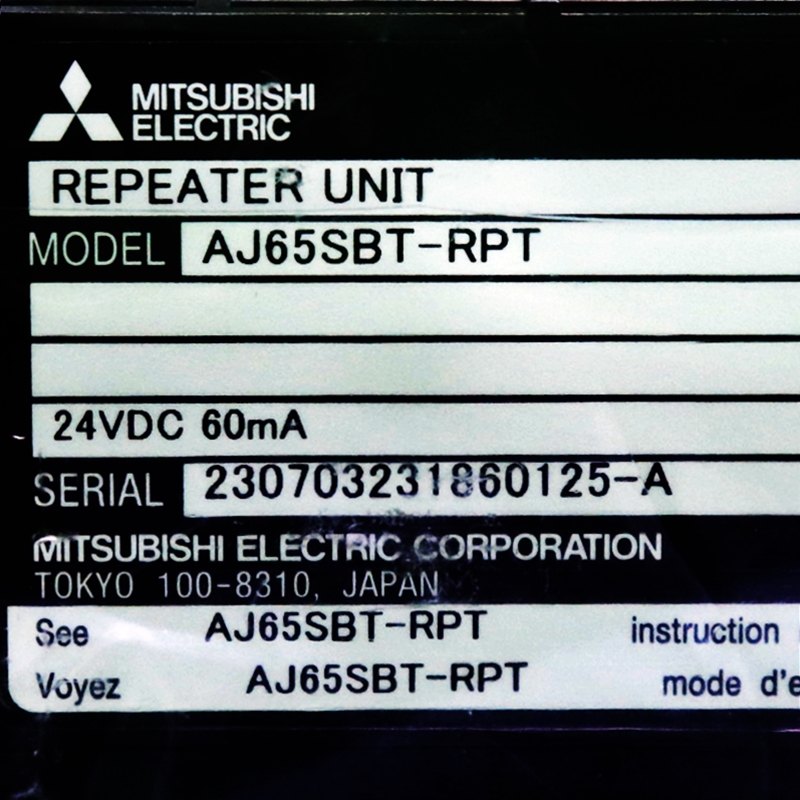 MITSUBISHI
ELECTRIC
REPEATER UNIT
MODEL AJ65SBT-RPT
24VDC 60mA
SERIAL 230703231860125-A
MITSUBISHI ELECTRIC CORPORATION
TOKYO 100-8310, JAPAN
See AJ65SBT-RPT instruction
Voyez AJ65SBT-RPT mode